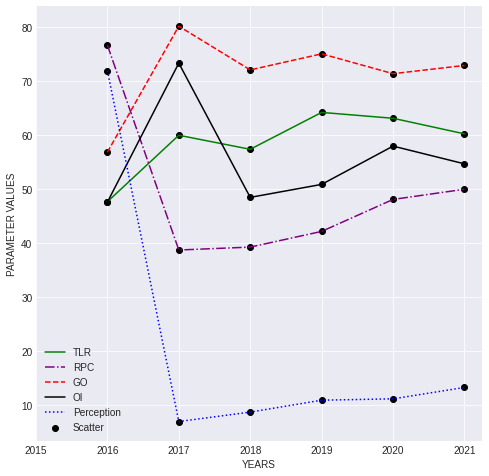 80
70
60
50
40
30
20
10
PARAMETER VALUES
TLR
RPC
GO
OI
Perception
Scatter
2015 2016 2017 2018 2019 2020 2021
YEARS